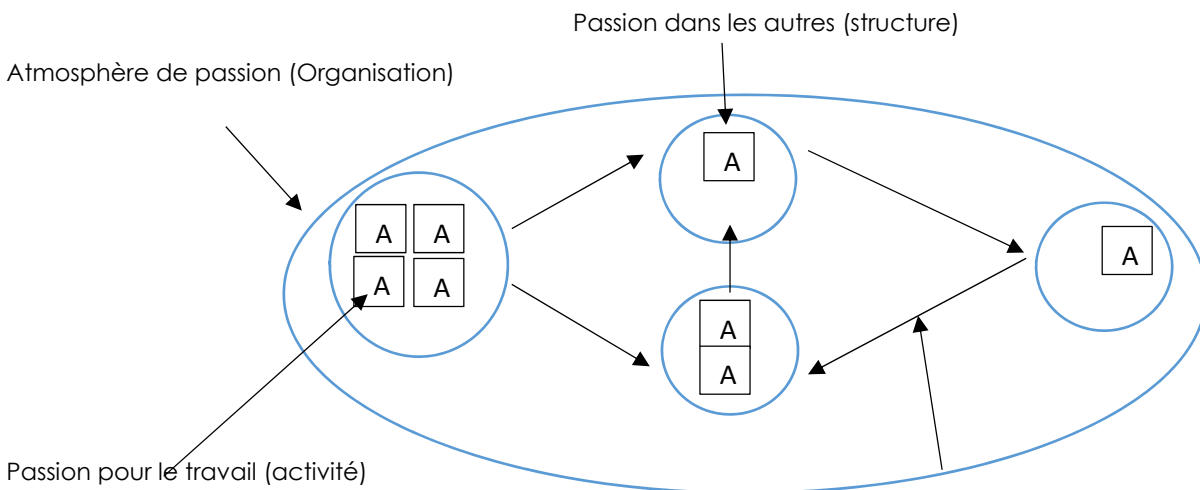 Passion dans les autres (structure)
Atmosphère de passion (Organisation)
A
A A
A
A A
A
A
Passion pour le travail (activité)